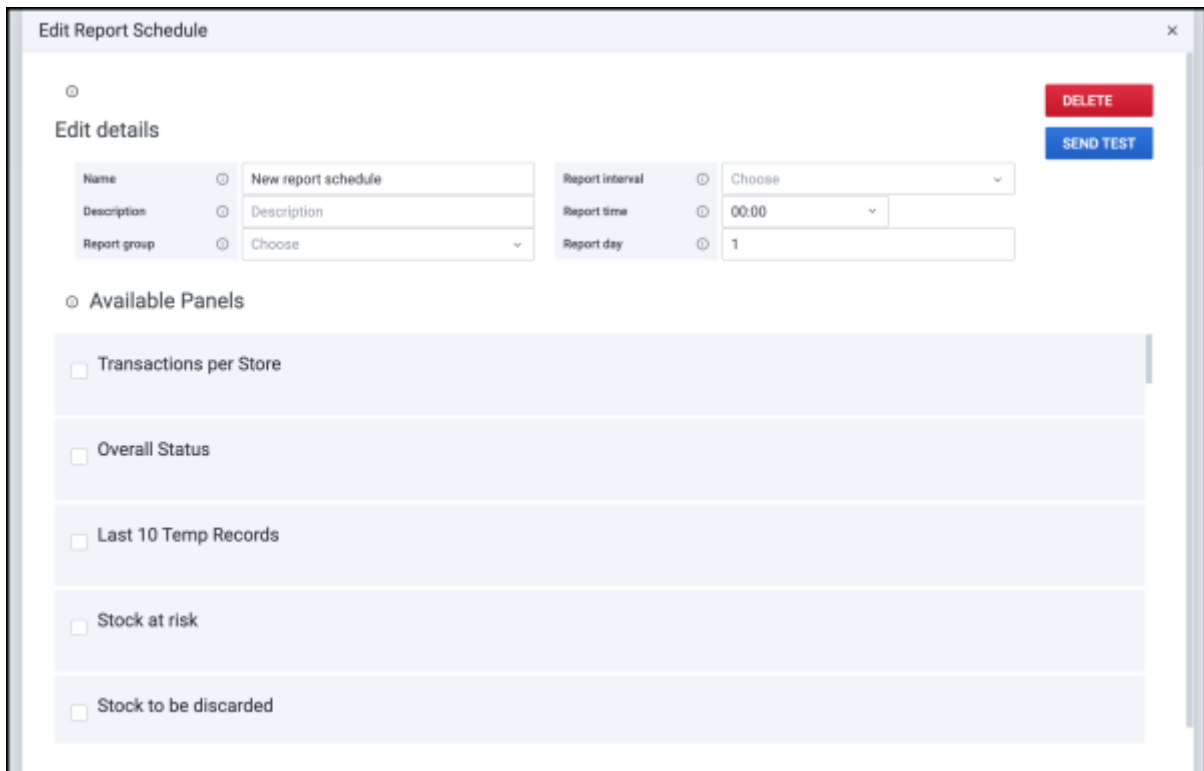 Edit Report Schedule
DELETE
Edit details
SEND TEST
Name New report schedule Report interval Choose
Description Description Report time 00:00
Report group Choose Report day 1
Available Panels
Transactions per Store
Overall Status
Last 10 Temp Records
Stock at risk
Stock to be discarded